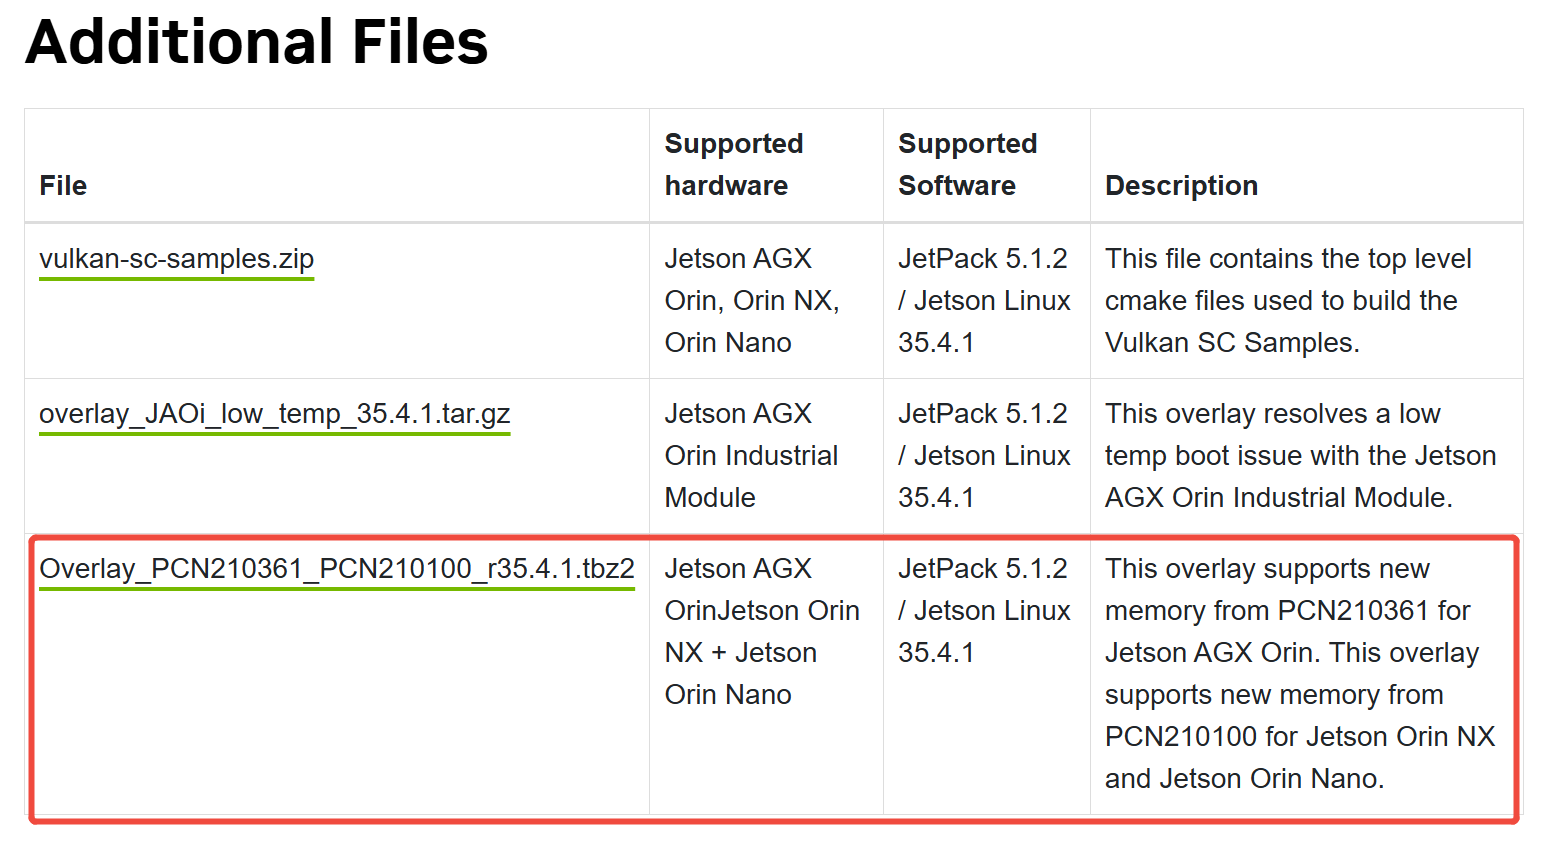 Additional Files
File
Supported
hardware
Supported
Software
Description
vulkan-sc-samples.zip
Jetson AGX
Orin, Orin NX,
Orin Nano
JetPack 5.1.2
/ Jetson Linux
35.4.1
This file contains the top level
cmake files used to build the
Vulkan SC Samples.
overlay_JAOi_low_temp_35.4.1.tar.gz
Jetson AGX
Orin Industrial
Module
JetPack 5.1.2
/ Jetson Linux
35.4.1
This overlay resolves a low
temp boot issue with the Jetson
AGX Orin Industrial Module.
Overlay_PCN210361_PCN210100_r35.4.1.tbz2
Jetson AGX
OrinJetson Orin
NX + Jetson
Orin Nano
JetPack 5.1.2
/ Jetson Linux
35.4.1
This overlay supports new
memory from PCN210361 for
Jetson AGX Orin. This overlay
supports new memory from
PCN210100 for Jetson Orin NX
and Jetson Orin Nano.